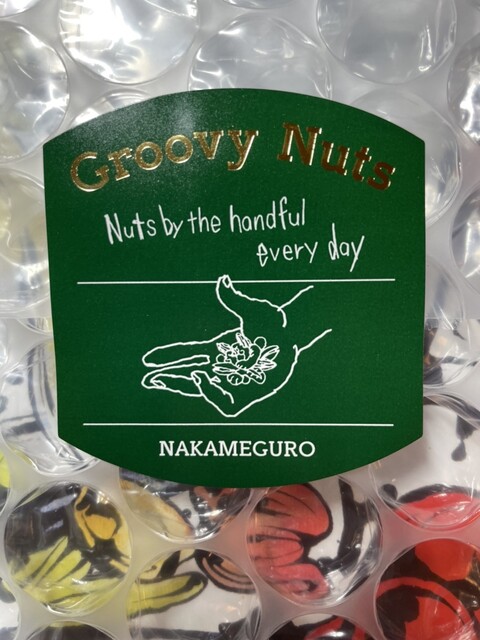 Groovy Nuts
Nuts by the handful
every day
NAKAMEGURO